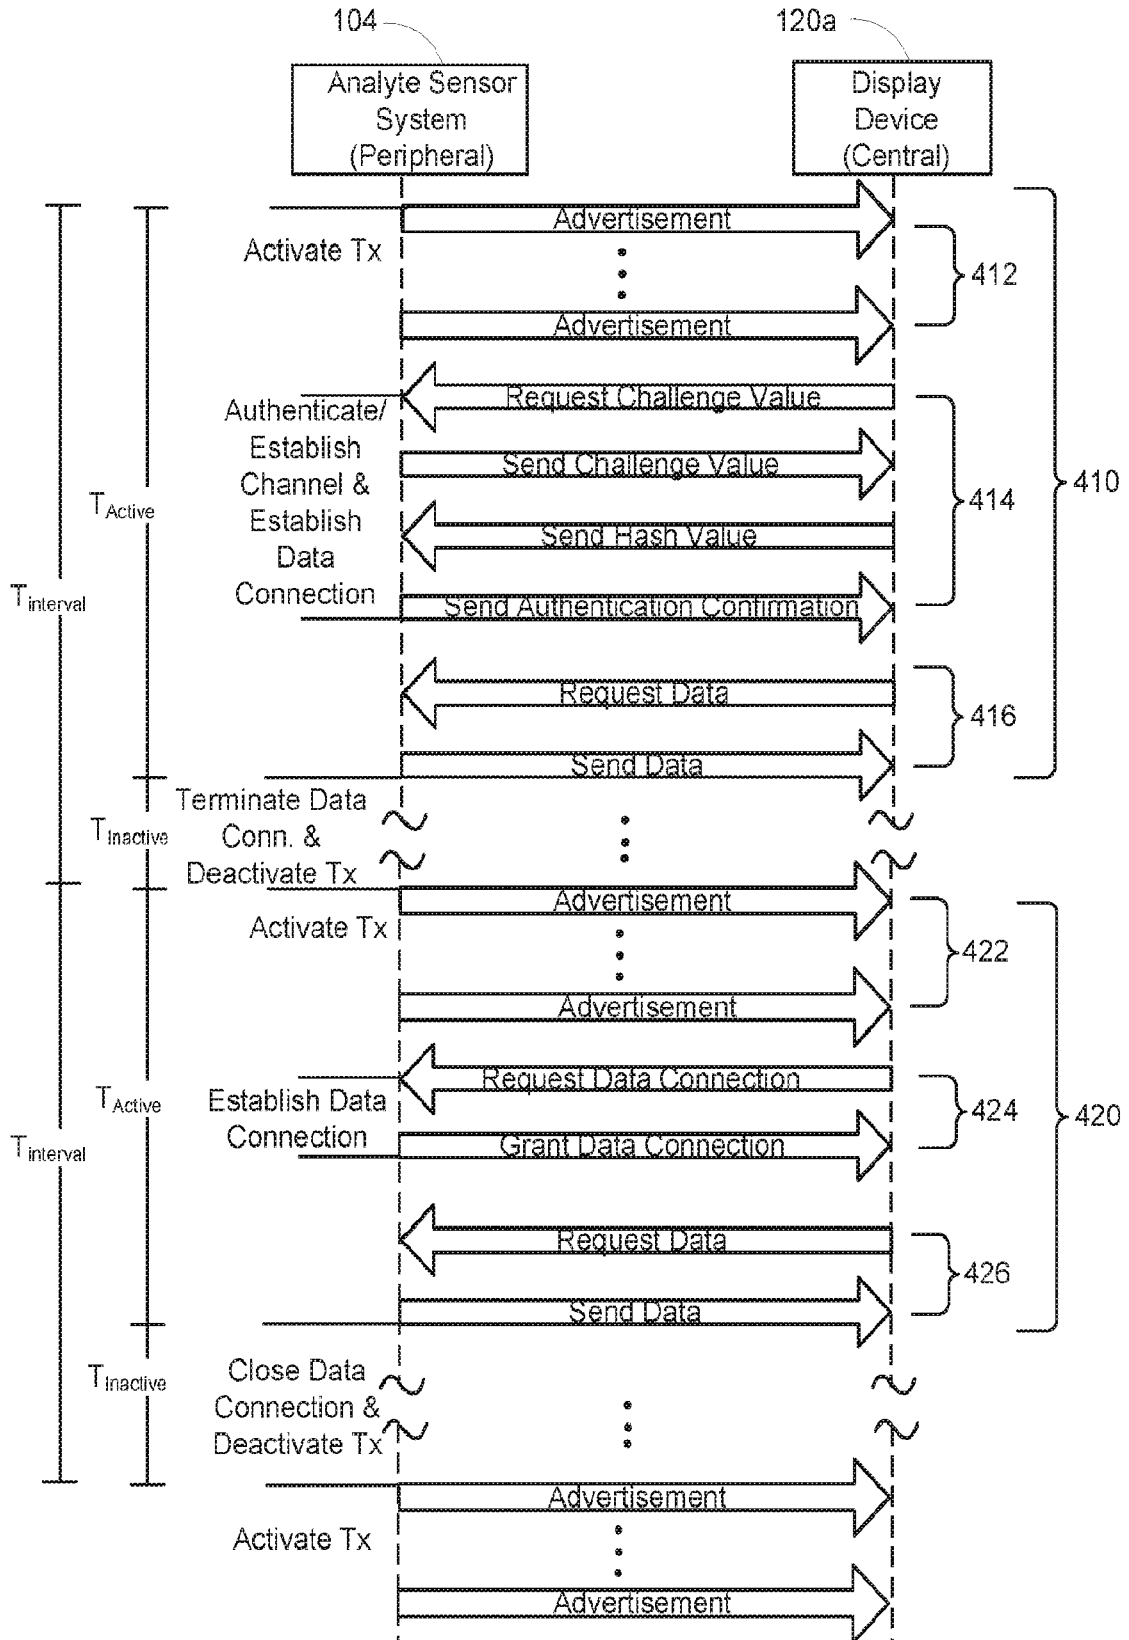 104
120a
Analyte Sensor
System
(Peripheral)
Display
Device
(Central)
Advertisement
Activate Tx
412
Advertisement
Request Challenge Value
Authenticate/
Establish
Channel &
Establish
Data
Connection
Send Challenge Value
410
414
TActive
Send Hash Value
Tinterval
Send Authentication Confirmation
Request Data
416
Send Data
Terminate Data
Conn. &
Deactivate Tx
TInactive
Advertisement
Activate Tx
422
Advertisement
Request Data Connection
TActive
Establish Data
Connection
424
420
Grant Data Connection
Tinterval
Request Data
426
Send Data
TInactive
Close Data
Connection &
Deactivate Tx
Advertisement
Activate Tx
Advertisement